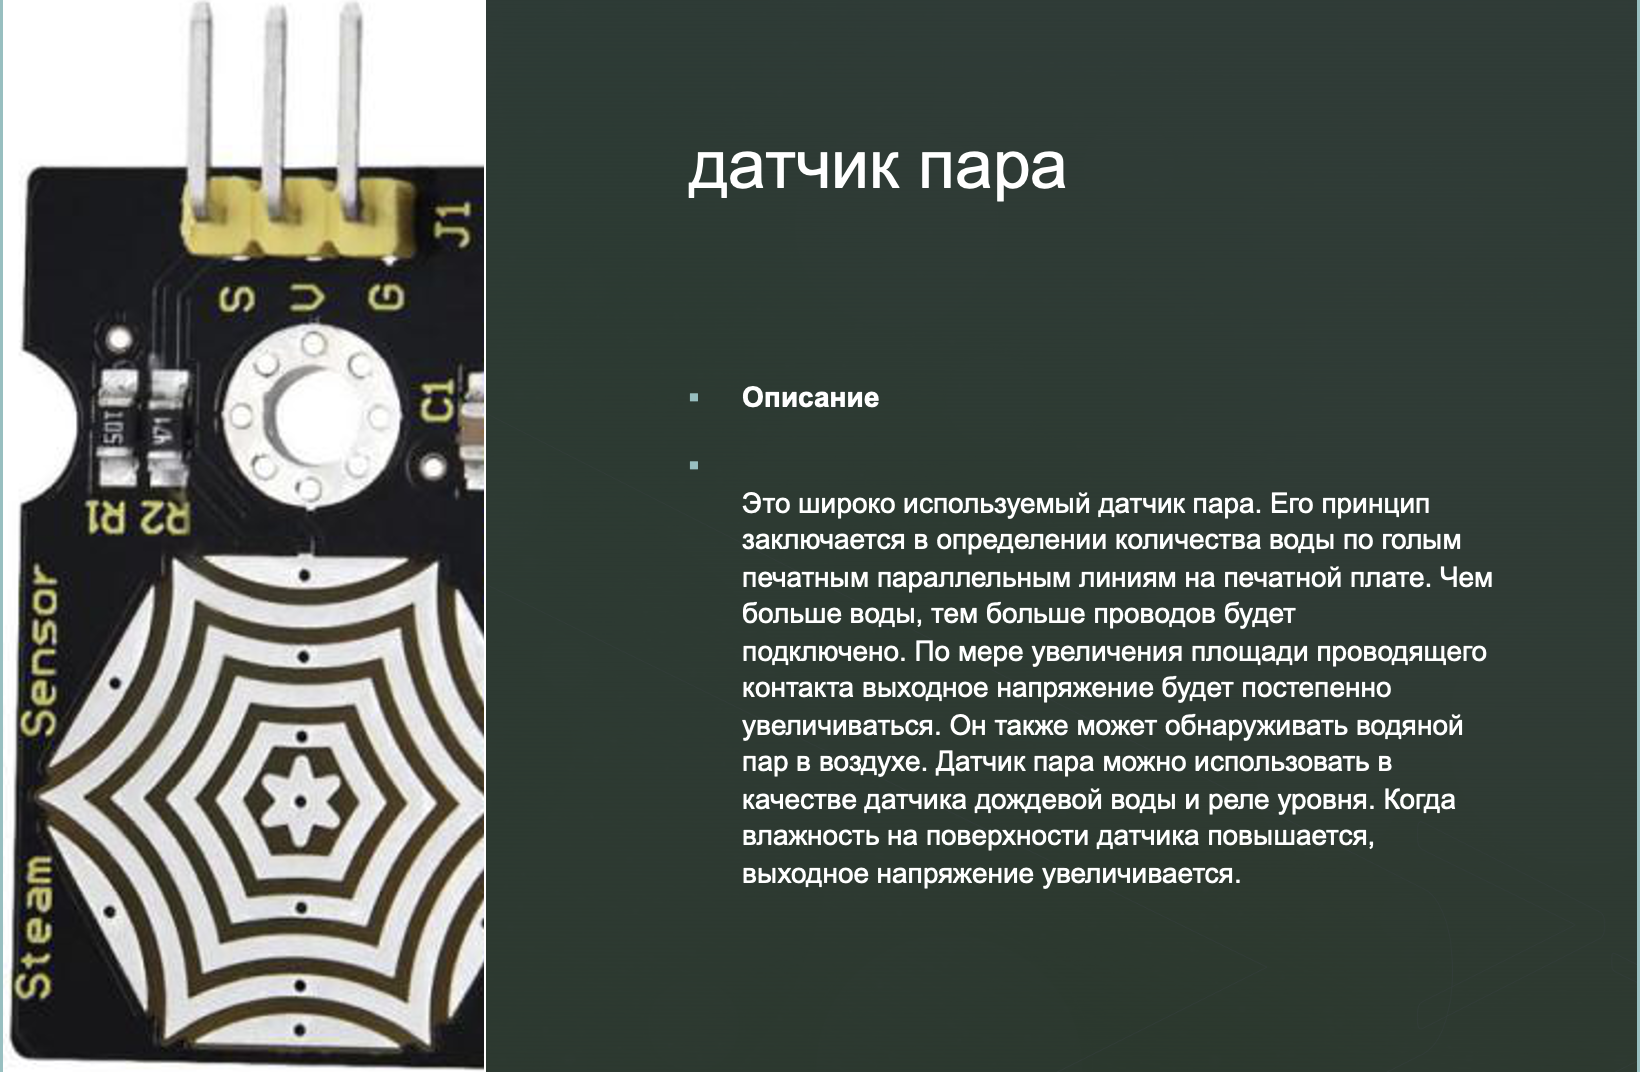 датчик пара
Описание
Это широко используемый датчик пара. Его принцип
заключается в определении количества воды по голым
печатным параллельным линиям на печатной плате. Чем
больше воды, тем больше проводов будет
подключено. По мере увеличения площади проводящего
контакта выходное напряжение будет постепенно
увеличиваться. Он также может обнаруживать водяной
пар в воздухе. Датчик пара можно использовать в
качестве датчика дождевой воды и реле уровня. Когда
влажность на поверхности датчика повышается,
выходное напряжение увеличивается.
J1
S V G
C1
101
471
R1 R2
Steam Sensor